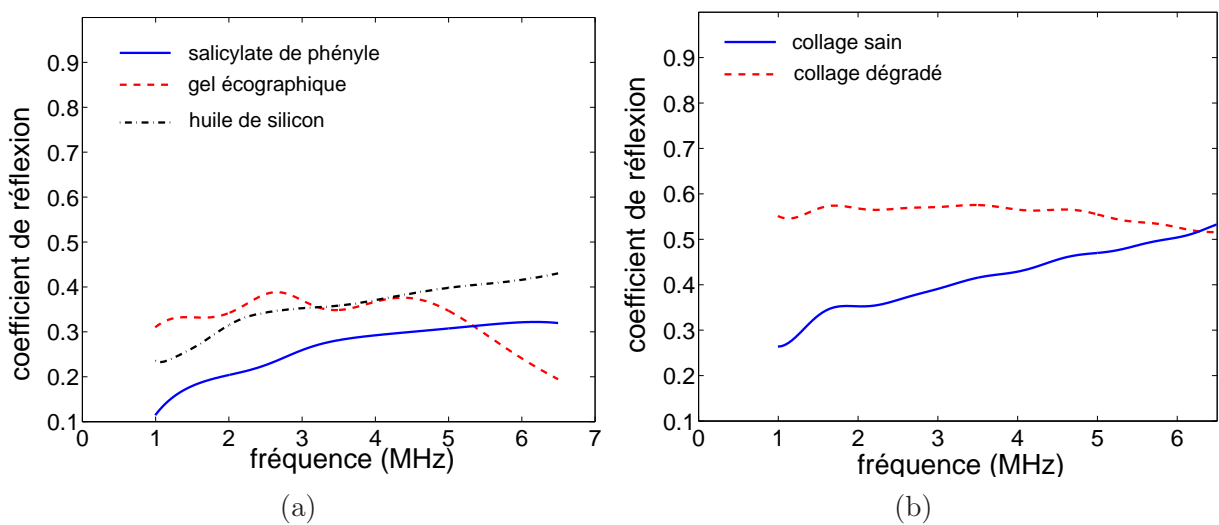 0.9
0.8
0.7
0.6
0.5
0.4
0.3
0.2
0.1
coefficient de réflexion
salicylate de phényle
gel écographique
huile de silicon
0 1 2 3 4 5 6 7
fréquence (MHz)
(a)
0.9
0.8
0.7
0.6
0.5
0.4
0.3
0.2
0.1
coefficient de réflexion
collage sain
collage dégradé
0 1 2 3 4 5 6
fréquence (MHz)
(b)